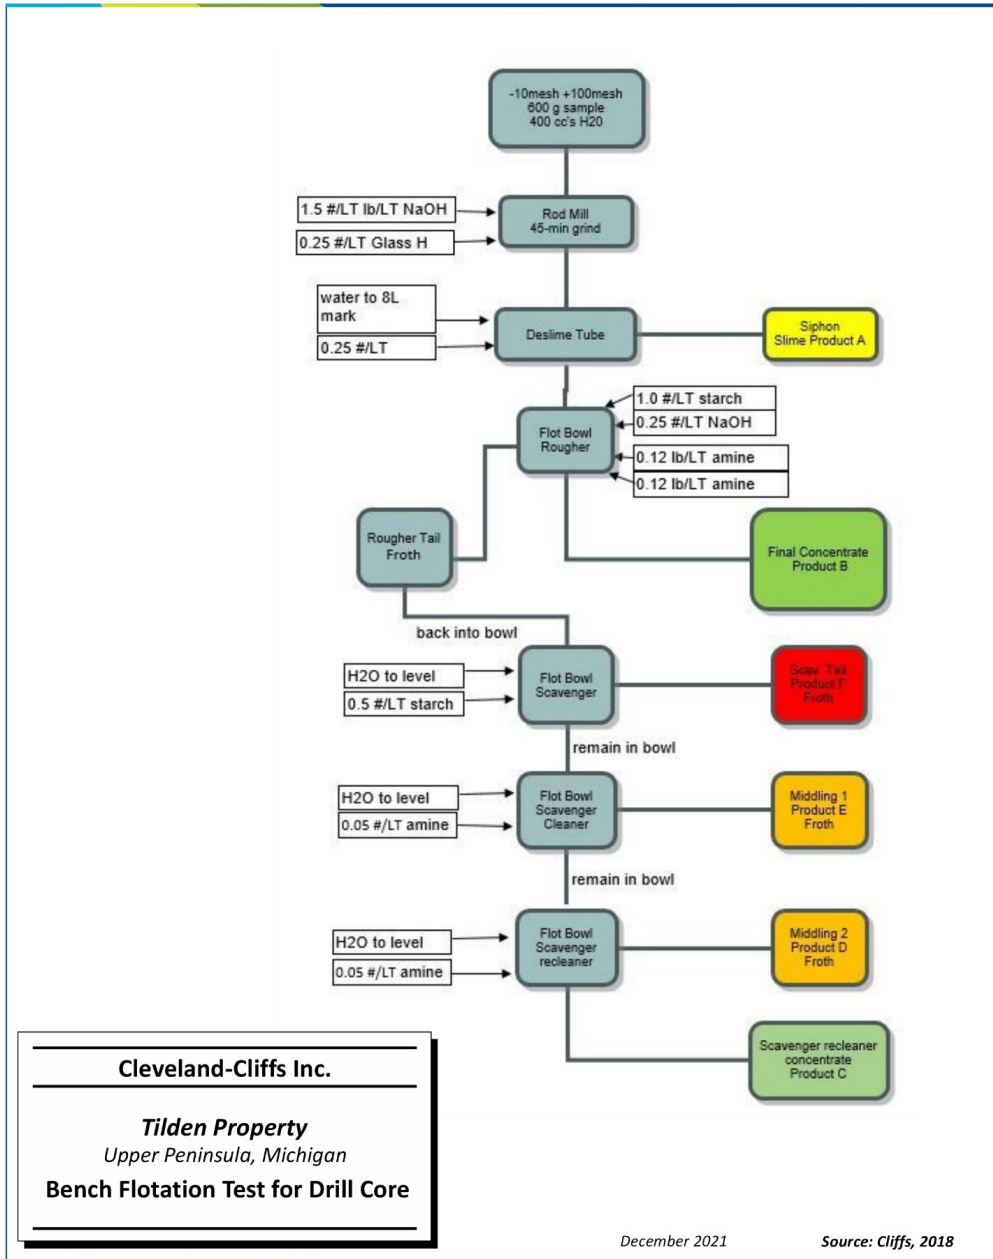 -10mesh +100mesh
600 g sample
400 cc's H20
1.5 #/LT lb/LT NaOH
0.25 #/LT Glass H
Rod Mill
45-min grind
water to 8L
mark
0.25 #/LT
Deslime Tube
Siphon
Slime Product A
1.0 #/LT starch
0.25 #/LT NaOH
0.12 lb/LT amine
0.12 lb/LT amine
Flot Bowl
Rougher
Rougher Tail
Froth
Final Concentrate
Product B
back into bowl
H2O to level
0.5 #/LT starch
Flot Bowl
Scavenger
Scav. Tail
Product F
Froth
remain in bowl
H2O to level
0.05 #/LT amine
Flot Bowl
Scavenger
Cleaner
Middling 1
Product E
Froth
remain in bowl
H2O to level
0.05 #/LT amine
Flot Bowl
Scavenger
recleaner
Middling 2
Product D
Froth
Scavenger recleaner
concentrate
Product C
Cleveland-Cliffs Inc.
Tilden Property
Upper Peninsula, Michigan
Bench Flotation Test for Drill Core
December 2021
Source: Cliffs, 2018